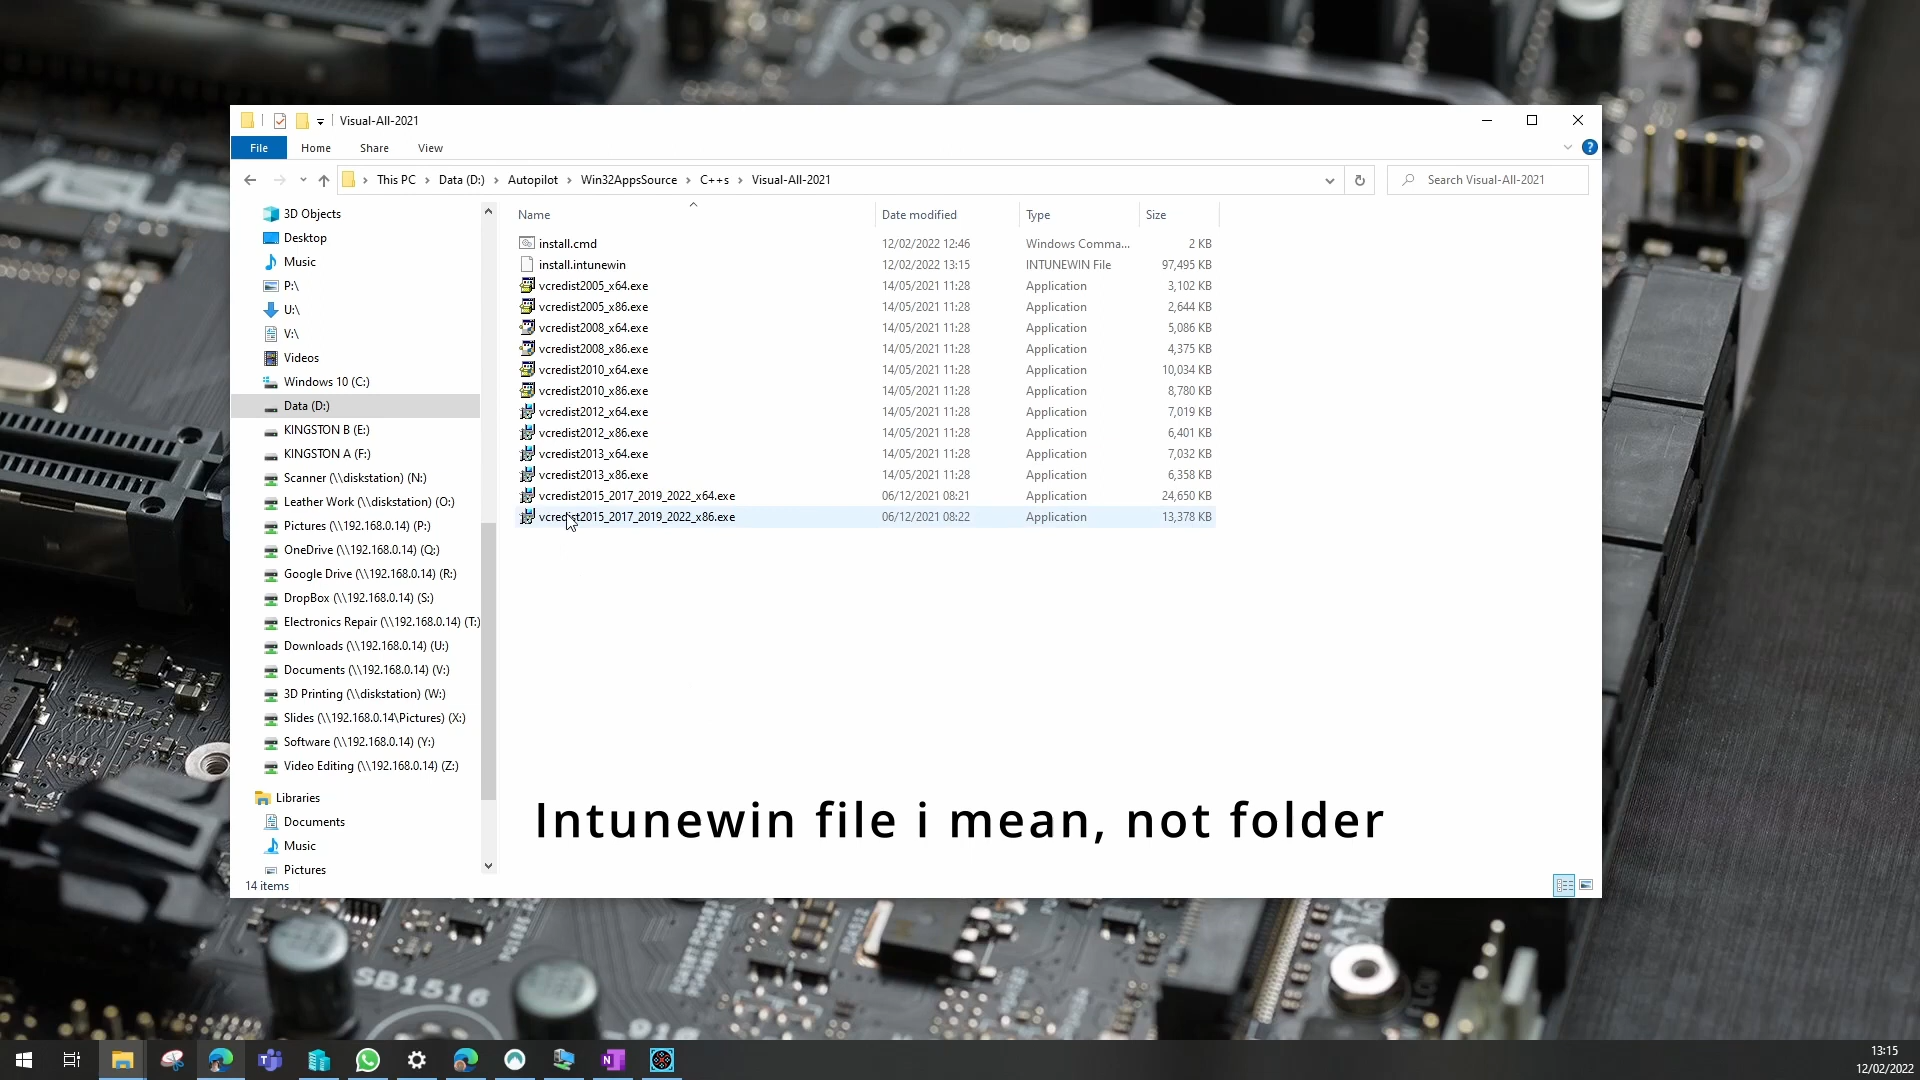 Visual-All-2021
File Home Share View
This PC > Data (D:) > Autopilot > Win32AppsSource > C++s > Visual-All-2021
Search Visual-All-2021
3D Objects
Desktop
Music
P:\
U:\
V:\
Videos
Windows 10 (C:)
Data (D:)
KINGSTON B (E:)
KINGSTON A (F:)
Scanner (\\diskstation) (N:)
Leather Work (\\diskstation) (O:)
Pictures (\\192.168.0.14) (P:)
OneDrive (\\192.168.0.14) (Q:)
Google Drive (\\192.168.0.14) (R:)
DropBox (\\192.168.0.14) (S:)
Electronics Repair (\\192.168.0.14) (T:)
Downloads (\\192.168.0.14) (U:)
Documents (\\192.168.0.14) (V:)
3D Printing (\\diskstation) (W:)
Slides (\\192.168.0.14\Pictures) (X:)
Software (\\192.168.0.14) (Y:)
Video Editing (\\192.168.0.14) (Z:)
Libraries
Documents
Music
Pictures
Name Date modified Type Size
install.cmd 12/02/2022 12:46 Windows Comma... 2 KB
install.intunewin 12/02/2022 13:15 INTUNEWIN File 97,495 KB
vcredist2005_x64.exe 14/05/2021 11:28 Application 3,102 KB
vcredist2005_x86.exe 14/05/2021 11:28 Application 2,644 KB
vcredist2008_x64.exe 14/05/2021 11:28 Application 5,086 KB
vcredist2008_x86.exe 14/05/2021 11:28 Application 4,375 KB
vcredist2010_x64.exe 14/05/2021 11:28 Application 10,034 KB
vcredist2010_x86.exe 14/05/2021 11:28 Application 8,780 KB
vcredist2012_x64.exe 14/05/2021 11:28 Application 7,019 KB
vcredist2012_x86.exe 14/05/2021 11:28 Application 6,401 KB
vcredist2013_x64.exe 14/05/2021 11:28 Application 7,032 KB
vcredist2013_x86.exe 14/05/2021 11:28 Application 6,358 KB
vcredist2015_2017_2019_2022_x64.exe 06/12/2021 08:21 Application 24,650 KB
vcredist2015_2017_2019_2022_x86.exe 06/12/2021 08:22 Application 13,378 KB
Intunewin file i mean, not folder
14 items
SB1516
13:15
12/02/2022